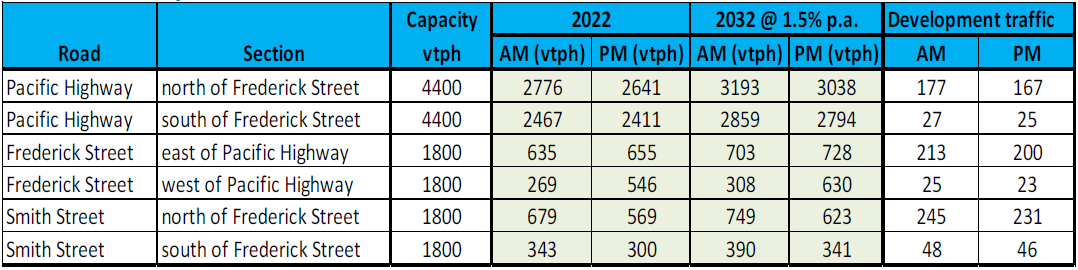 Capacity 2022 2032 @ 1.5% p.a. Development traffic
Road Section vtph AM (vtph) PM (vtph) AM (vtph) PM (vtph) AM PM
Pacific Highway north of Frederick Street 4400 2776 2641 3193 3038 177 167
Pacific Highway south of Frederick Street 4400 2467 2411 2859 2794 27 25
Frederick Street east of Pacific Highway 1800 635 655 703 728 213 200
Frederick Street west of Pacific Highway 1800 269 546 308 630 25 23
Smith Street north of Frederick Street 1800 679 569 749 623 245 231
Smith Street south of Frederick Street 1800 343 300 390 341 48 46